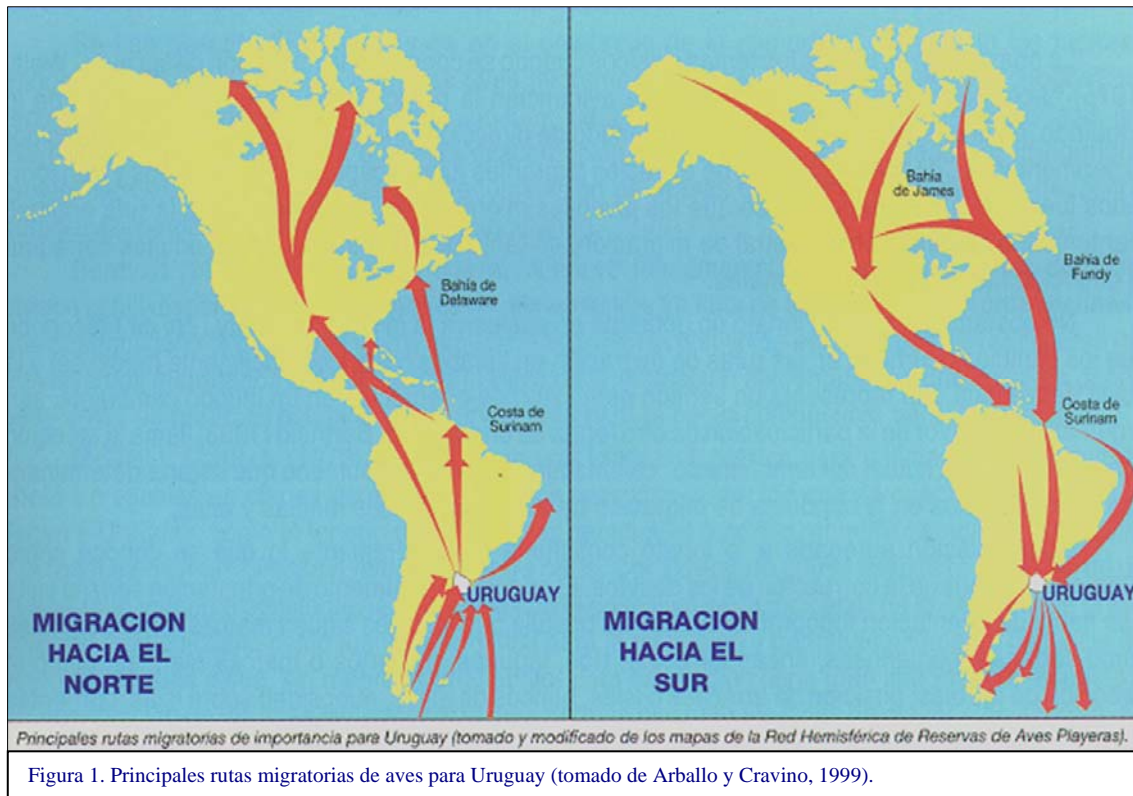 Bahía de
Delaware
Costa de
Surinam
URUGUAY
MIGRACION
HACIA EL
NORTE
Bahía
de James
Bahía de
Fundy
Costa de
Surinam
URUGUAY
MIGRACION
HACIA EL
SUR
Principales rutas migratorias de importancia para Uruguay (tomado y modificado de los mapas de la Red Hemisférica de Reservas de Aves Playeras).
Figura 1. Principales rutas migratorias de aves para Uruguay (tomado de Arballo y Cravino, 1999).